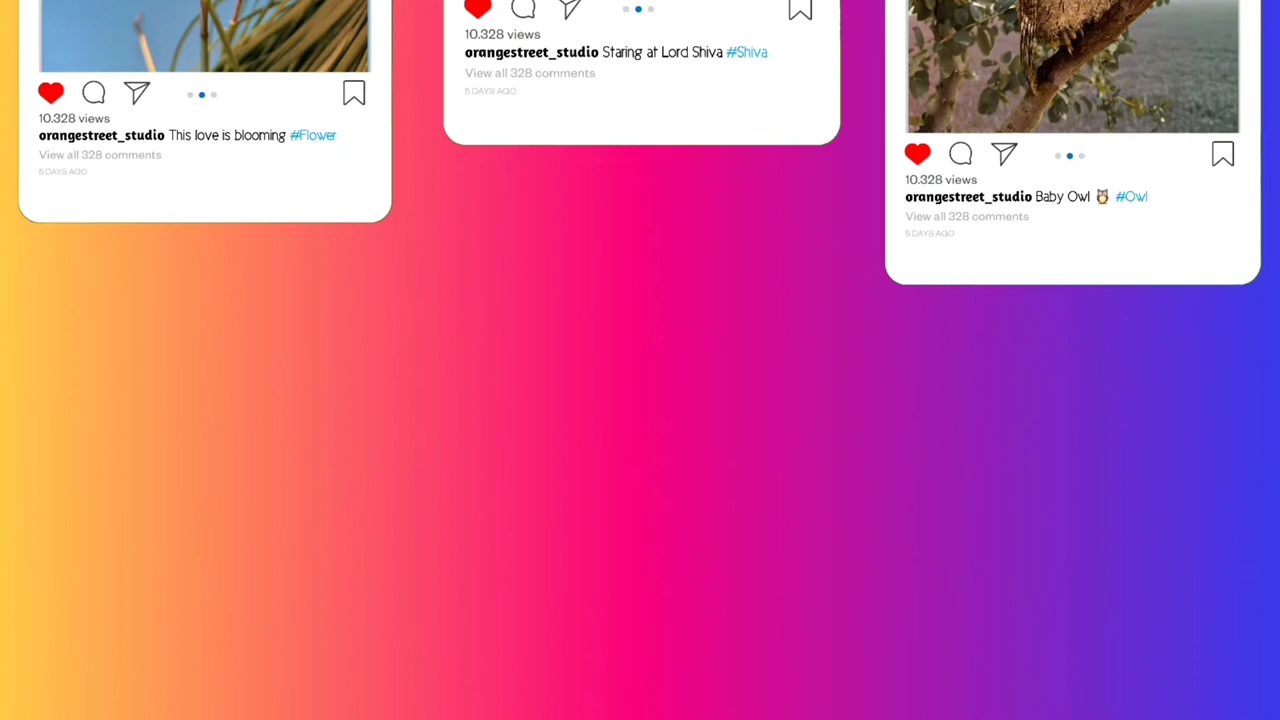 10.328 views
orangestreet_studio This love is blooming #Flower
View all 328 comments
5 DAYS AGO
10.328 views
orangestreet_studio Staring at Lord Shiva #Shiva
View all 328 comments
5 DAYS AGO
10.328 views
orangestreet_studio Baby Owl 🦉 #Owl
View all 328 comments
5 DAYS AGO